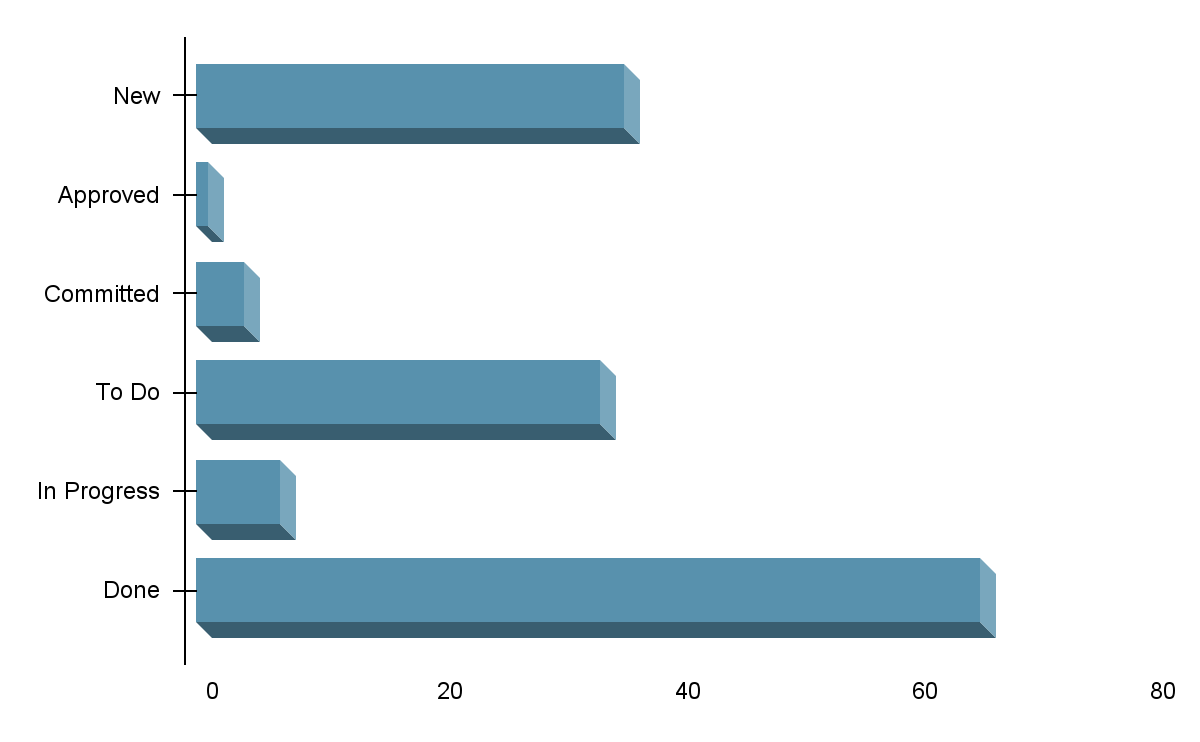 New
Approved
Committed
To Do
In Progress
Done
0 20 40 60 80